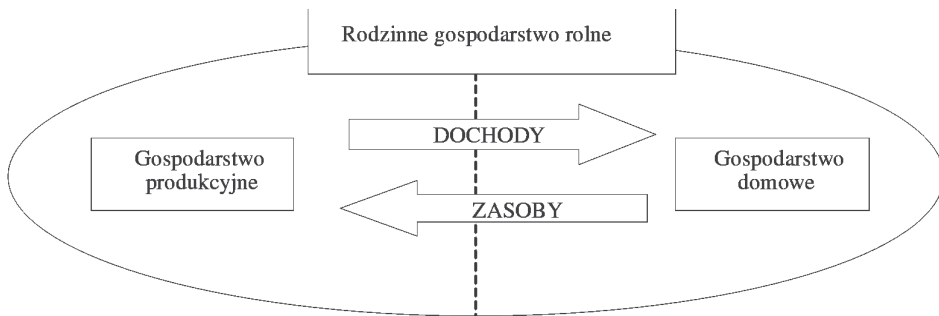 Rodzinne gospodarstwo rolne
DOCHODY
Gospodarstwo
produkcyjne
Gospodarstwo
domowe
ZASOBY